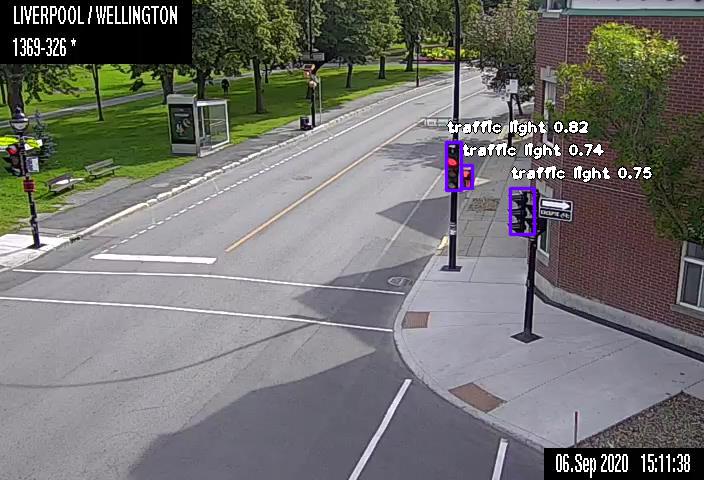 LIVERPOOL / WELLINGTON
1369-326 *
traffic light 0.82
traffic light 0.74
traffic light 0.75
06.Sep 2020 15:11:38